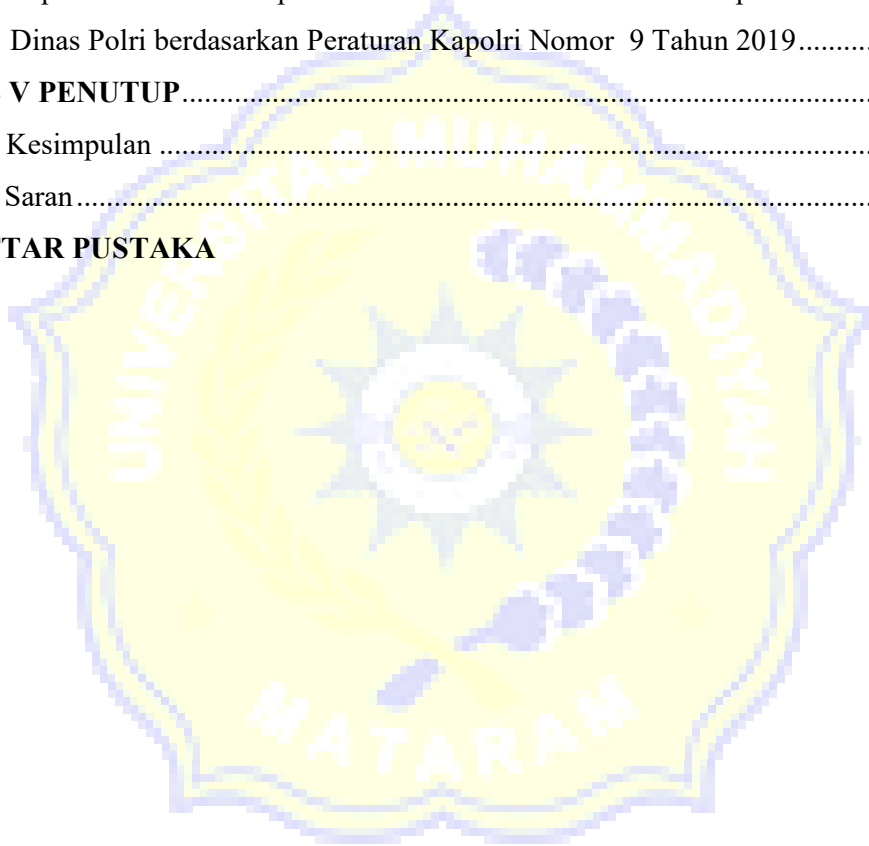 Dinas Polri berdasarkan Peraturan Kapolri Nomor 9 Tahun 2019..........
V PENUTUP..........................................................................................
Kesimpulan ...........................................................................................
Saran......................................................................................................
TAR PUSTAKA
UNIVERSITAS MUHAMMADIYAH
MATARAM